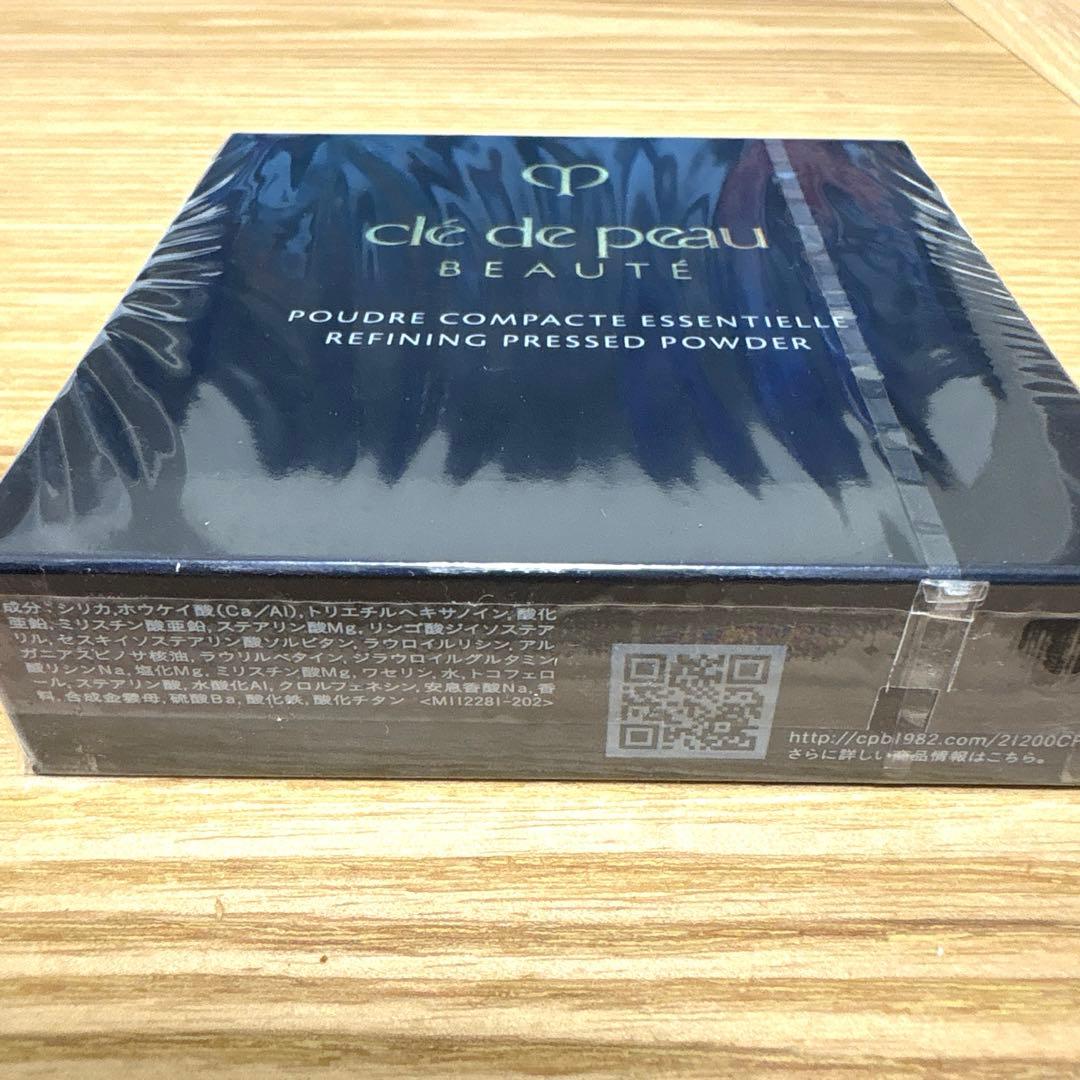 clé de peau
BEAUTÉ
POUDRE COMPACTE ESSENTIELLE
REFINING PRESSED POWDER
成分:シリカ,ホウケイ酸(Ca/Al),トリエチルヘキサノイン,酸化
亜鉛,ミリスチン酸亜鉛,ステアリン酸Mg,リンゴ酸ジイソステア
リル,セスキイソステアリン酸ソルビタン,ラウロイルリシン,アル
ガニアスピノサ核油,ラウリルベタイン,ジラウロイルグルタミン
酸リシンNa,塩化Mg,ミリスチン酸Mg,ワセリン,水,トコフェロ
ール,ステアリン酸,水酸化Al,クロルフェネシン,安息香酸Na,香
料,合成金雲母,硫酸Ba,酸化鉄,酸化チタン <M112281-202>
http://cpb1982.com/21200CP
さらに詳しい商品情報はこちら。